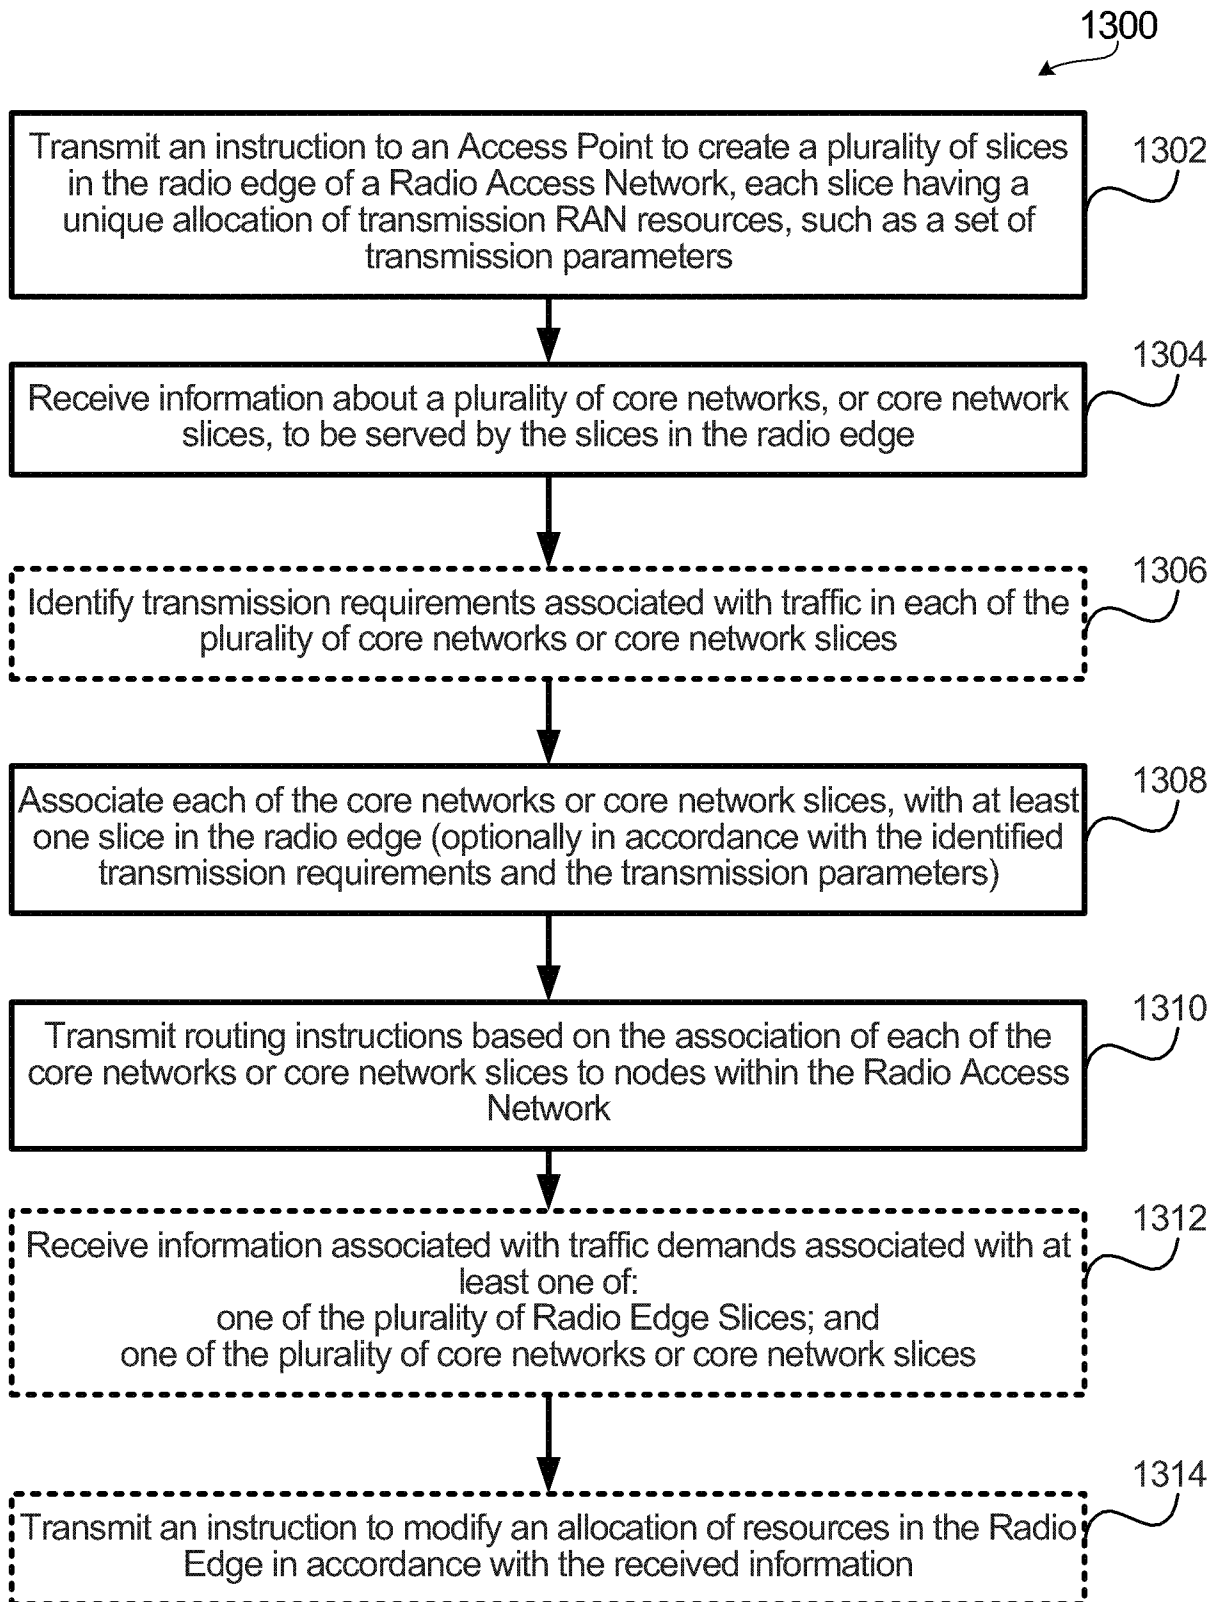 1300
Transmit an instruction to an Access Point to create a plurality of slices
in the radio edge of a Radio Access Network, each slice having a
unique allocation of transmission RAN resources, such as a set of
transmission parameters
1302
Receive information about a plurality of core networks, or core network
slices, to be served by the slices in the radio edge
1304
Identify transmission requirements associated with traffic in each of the
plurality of core networks or core network slices
1306
Associate each of the core networks or core network slices, with at least
one slice in the radio edge (optionally in accordance with the identified
transmission requirements and the transmission parameters)
1308
Transmit routing instructions based on the association of each of the
core networks or core network slices to nodes within the Radio Access
Network
1310
Receive information associated with traffic demands associated with at
least one of:
one of the plurality of Radio Edge Slices; and
one of the plurality of core networks or core network slices
1312
Transmit an instruction to modify an allocation of resources in the Radio
Edge in accordance with the received information
1314